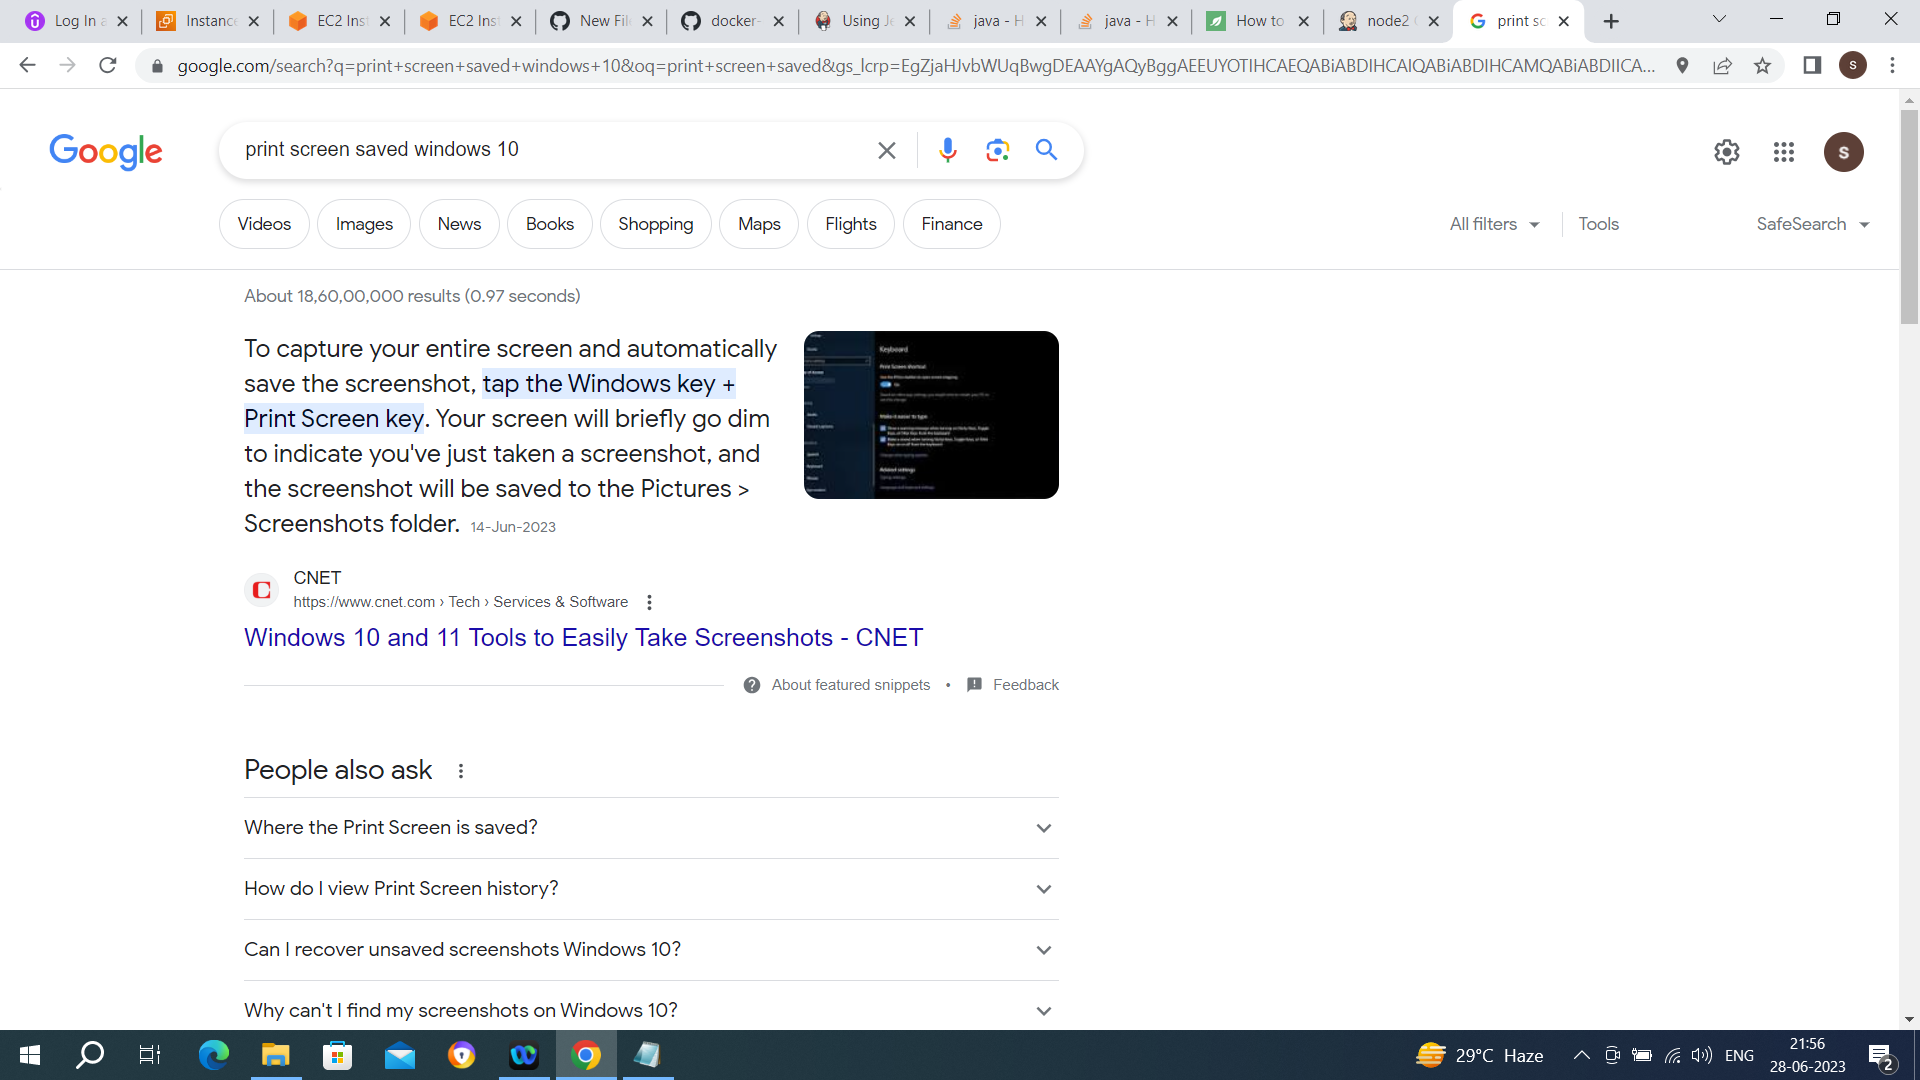 Log In a
Instance
EC2 Inst
EC2 Inst
New File
docker-
Using Je
java - H
java - H
How to
node2
print sc
google.com/search?q=print+screen+saved+windows+10&oq=print+screen+saved&gs_lcrp=EgZjaHJvbWUqBwgDEAAYgAQyBggAEEUYOTIHCAEQABiABDIHCAIQABiABDIHCAMQABiABDIICA...
S
Google
print screen saved windows 10
S
Videos
Images
News
Books
Shopping
Maps
Flights
Finance
All filters
Tools
SafeSearch
About 18,60,00,000 results (0.97 seconds)
To capture your entire screen and automatically
save the screenshot, tap the Windows key +
Print Screen key. Your screen will briefly go dim
to indicate you've just taken a screenshot, and
the screenshot will be saved to the Pictures >
Screenshots folder. 14-Jun-2023
Keyboard
CNET
https://www.cnet.com › Tech › Services & Software
Windows 10 and 11 Tools to Easily Take Screenshots - CNET
About featured snippets • Feedback
People also ask
Where the Print Screen is saved?
How do I view Print Screen history?
Can I recover unsaved screenshots Windows 10?
Why can't I find my screenshots on Windows 10?
29°C Haze
ENG
21:56
28-06-2023
2